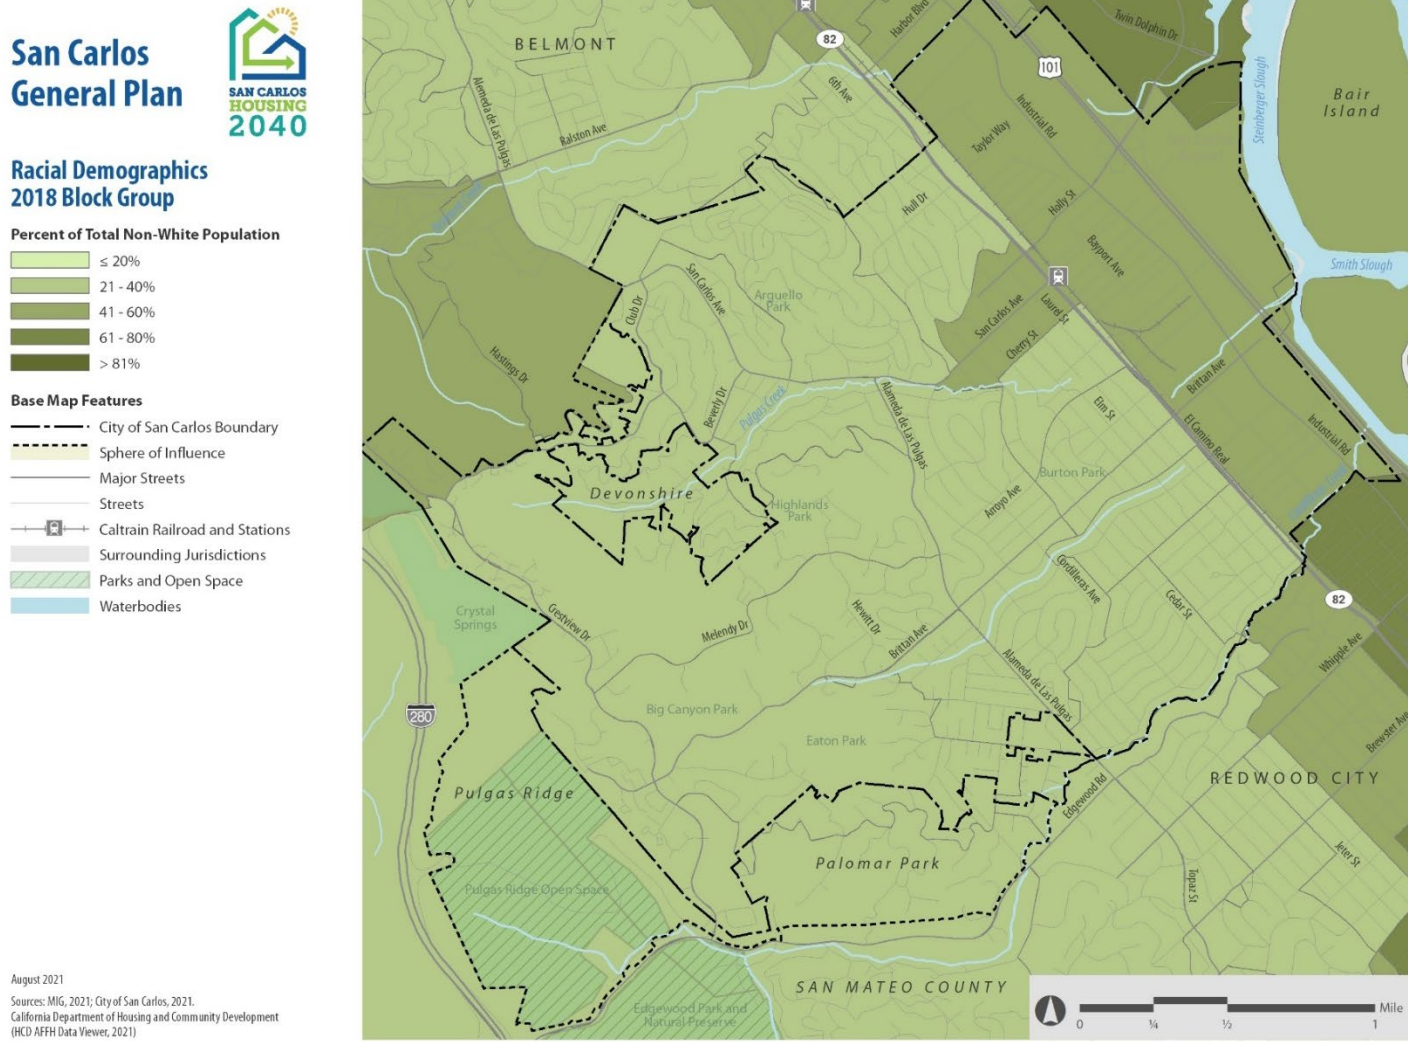 San Carlos
General Plan
SAN CARLOS
HOUSING
2040
Racial Demographics
2018 Block Group
Percent of Total Non-White Population
≤ 20%
21 - 40%
41 - 60%
61 - 80%
> 81%
Base Map Features
City of San Carlos Boundary
Sphere of Influence
Major Streets
Streets
Caltrain Railroad and Stations
Surrounding Jurisdictions
Parks and Open Space
Waterbodies
August 2021
Sources: MIG, 2021; City of San Carlos, 2021.
California Department of Housing and Community Development
(HCD AFFH Data Viewer, 2021)
BELMONT
82
Harbor Blvd
Twin Dolphin Dr
101
Alameda de Las Pulgas
Ralston Ave
6th Ave
Industrial Rd
Taylor Way
Steinberger Slough
Bair
Island
Hull Dr
Holly St
Bayport Ave
Smith Slough
Club Dr
San Carlos Ave
Arguello
Park
San Carlos Ave
Laurel St
Cherry St
Hastings Dr
Beverly Dr
Pulgas Creek
Alameda de Las Pulgas
Elm St
Brittan Ave
El Camino Real
Industrial Rd
Devonshire
Highlands
Park
Burton Park
Arroyo Ave
Crystal
Springs
Crestview Dr
Melendy Dr
Hewitt Dr
Brittan Ave
Cordilleras Ave
Cedar St
82
Whipple Ave
Alameda de Las Pulgas
280
Big Canyon Park
Eaton Park
Brewster Ave
REDWOOD CITY
Pulgas Ridge
Edgewood Rd
Palomar Park
Jeter St
Topaz St
Pulgas Ridge Open Space
SAN MATEO COUNTY
Edgewood Park and
Natural Preserve
0
¼
½
1
Mile